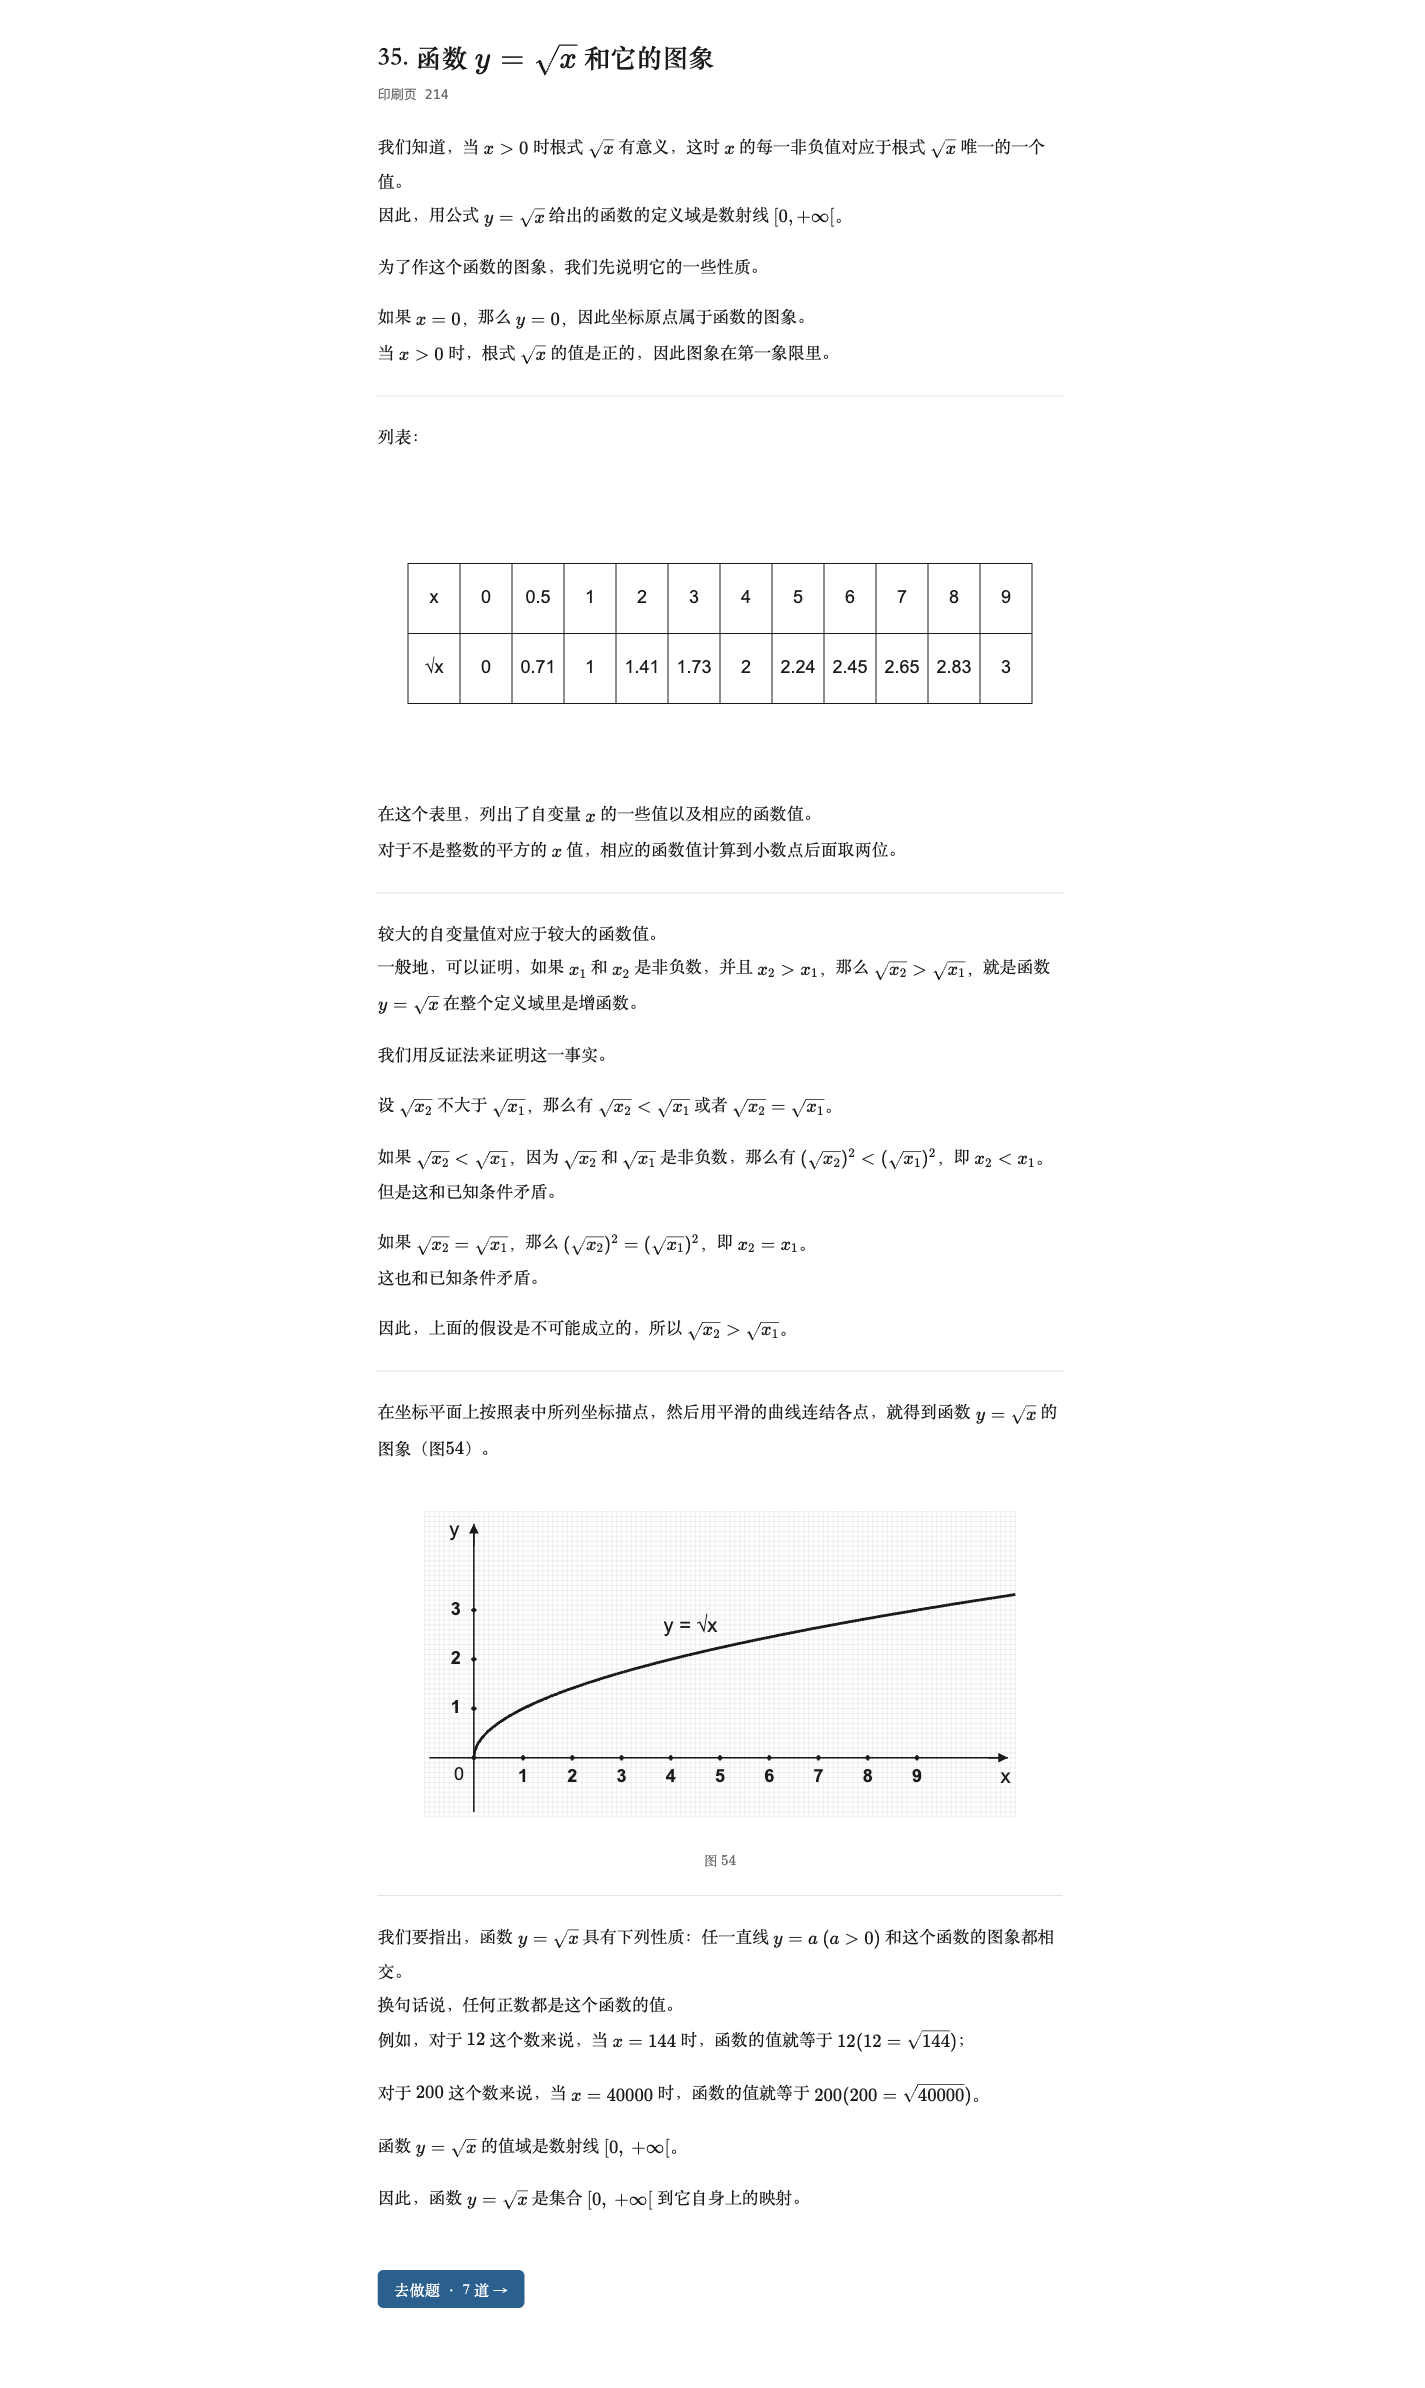 35. 函数 y = √x 和它的图象
印刷页 214
我们知道，当 x > 0 时根式 √x 有意义，这时 x 的每一非负值对应于根式 √x 唯一的一个
值。
因此，用公式 y = √x 给出的函数的定义域是数射线 [0, +∞[。
为了作这个函数的图象，我们先说明它的一些性质。
如果 x = 0，那么 y = 0，因此坐标原点属于函数的图象。
当 x > 0 时，根式 √x 的值是正的，因此图象在第一象限里。
列表：
x 0 0.5 1 2 3 4 5 6 7 8 9
√x 0 0.71 1 1.41 1.73 2 2.24 2.45 2.65 2.83 3
在这个表里，列出了自变量 x 的一些值以及相应的函数值。
对于不是整数的平方的 x 值，相应的函数值计算到小数点后面取两位。
较大的自变量值对应于较大的函数值。
一般地，可以证明，如果 x₁ 和 x₂ 是非负数，并且 x₂ > x₁，那么 √x₂ > √x₁，就是函数
y = √x 在整个定义域里是增函数。
我们用反证法来证明这一事实。
设 √x₂ 不大于 √x₁，那么有 √x₂ < √x₁ 或者 √x₂ = √x₁。
如果 √x₂ < √x₁，因为 √x₂ 和 √x₁ 是非负数，那么有 (√x₂)² < (√x₁)²，即 x₂ < x₁。
但是这和已知条件矛盾。
如果 √x₂ = √x₁，那么 (√x₂)² = (√x₁)²，即 x₂ = x₁。
这也和已知条件矛盾。
因此，上面的假设是不可能成立的，所以 √x₂ > √x₁。
在坐标平面上按照表中所列坐标描点，然后用平滑的曲线连结各点，就得到函数 y = √x 的
图象（图54）。
y
3
y = √x
2
1
0 1 2 3 4 5 6 7 8 9 x
图 54
我们要指出，函数 y = √x 具有下列性质：任一直线 y = a (a > 0) 和这个函数的图象都相
交。
换句话说，任何正数都是这个函数的值。
例如，对于 12 这个数来说，当 x = 144 时，函数的值就等于 12(12 = √144)；
对于 200 这个数来说，当 x = 40000 时，函数的值就等于 200(200 = √40000)。
函数 y = √x 的值域是数射线 [0, +∞[。
因此，函数 y = √x 是集合 [0, +∞[ 到它自身上的映射。
去做题 · 7 道 →